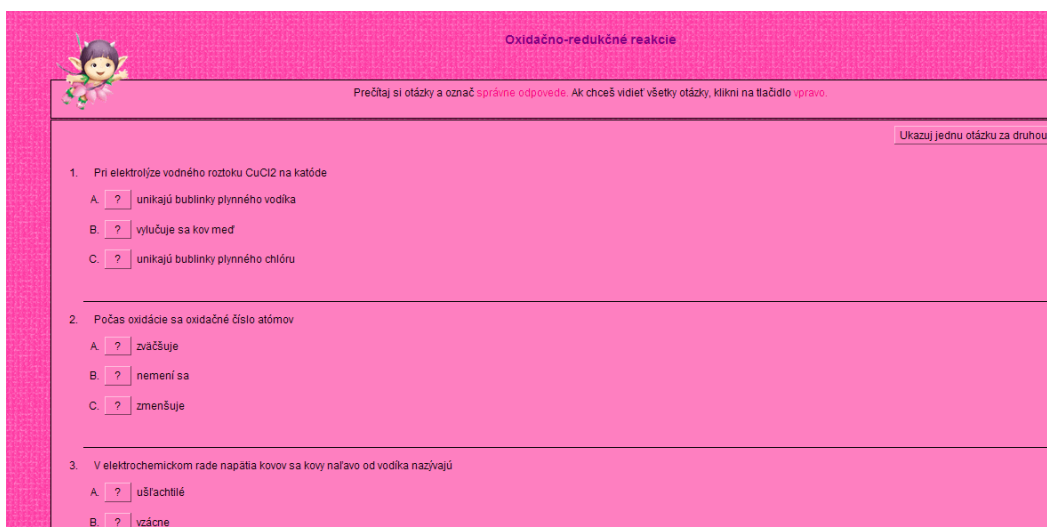 Oxidačno-redukčné reakcie
Prečítaj si otázky a označ správne odpovede. Ak chceš vidieť všetky otázky, klikni na tlačidlo vpravo.
Ukazuj jednu otázku za druhou
1. Pri elektrolýze vodného roztoku CuCl2 na katóde
A. ? unikajú bublinky plynného vodíka
B. ? vylučuje sa kov meď
C. ? unikajú bublinky plynného chlóru
2. Počas oxidácie sa oxidačné číslo atómov
A. ? zväčšuje
B. ? nemení sa
C. ? zmenšuje
3. V elektrochemickom rade napätia kovov sa kovy naľavo od vodíka nazývajú
A. ? ušľachtilé
B. ? vzácne